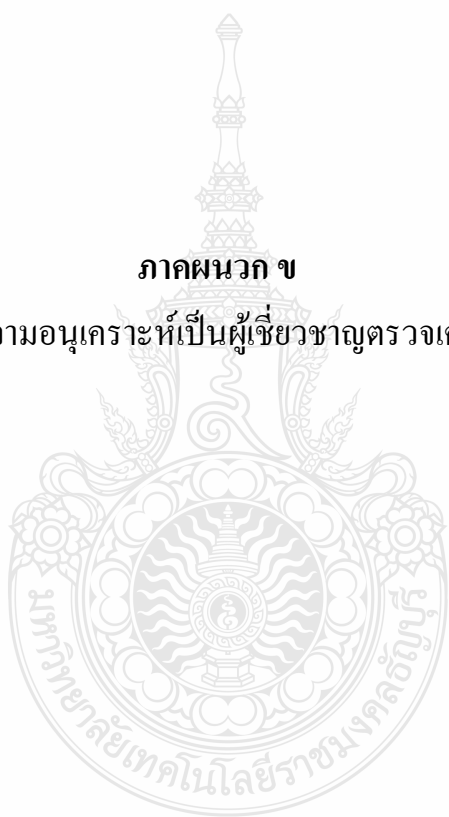 ภาคผนวก ข
ามอนุเคราะห์เป็นผู้เชี่ยวชาญตรวจเ
มหาวิทยาลัยเทคโนโลยีราชมงคลธัญบุรี